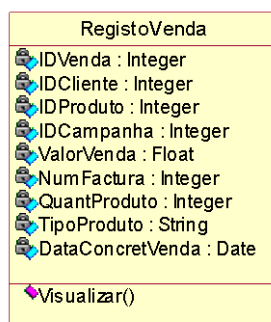 RegistoVenda
IDVenda : Integer
IDCliente : Integer
IDProduto : Integer
IDCampanha : Integer
ValorVenda : Float
NumFactura : Integer
QuantProduto : Integer
TipoProduto : String
DataConcretVenda : Date
Visualizar()